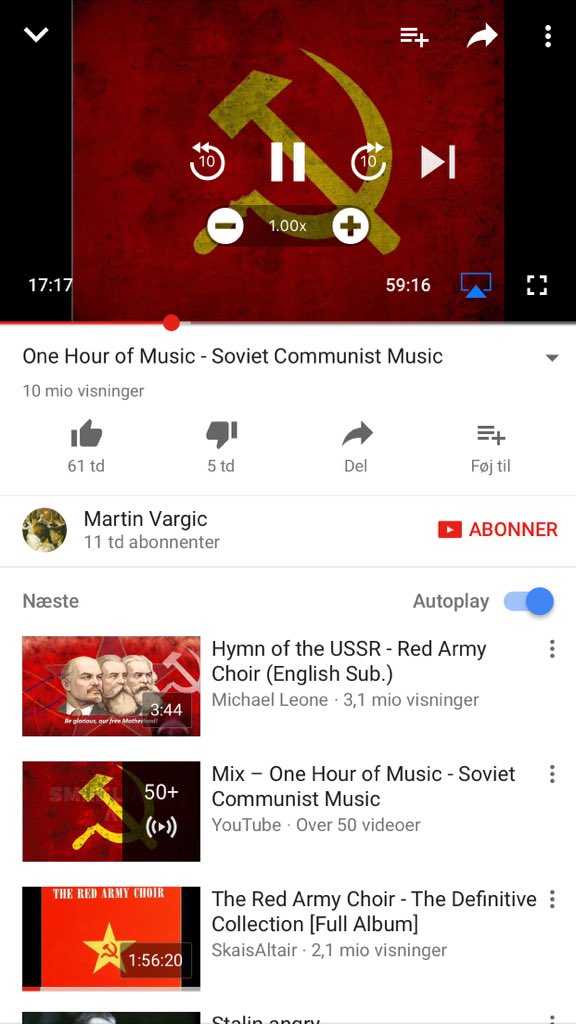 10
10
1.00x
17:17
59:16
One Hour of Music - Soviet Communist Music
10 mio visninger
61 td
5 td
Del
Føj til
Martin Vargic
11 td abonnenter
ABONNER
Næste
Autoplay
Hymn of the USSR - Red Army
Choir (English Sub.)
Michael Leone · 3,1 mio visninger
3:44
Be glorious, our free Motherland!
Mix – One Hour of Music - Soviet
Communist Music
YouTube · Over 50 videoer
50+
THE RED ARMY CHOIR
The Red Army Choir - The Definitive
Collection [Full Album]
SkaisAltair · 2,1 mio visninger
1:56:20
Stalin angry